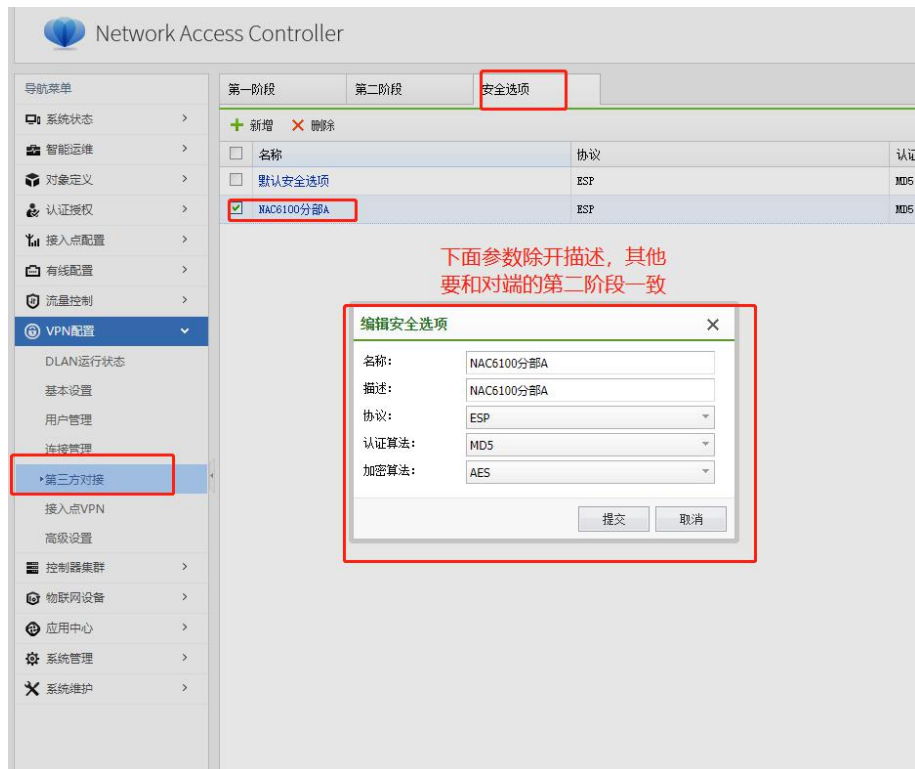 Network Access Controller
导航菜单
系统状态
智能运维
对象定义
认证授权
接入点配置
有线配置
流量控制
VPN配置
DLAN运行状态
基本设置
用户管理
连接管理
第三方对接
接入点VPN
高级设置
控制器集群
物联网设备
应用中心
系统管理
系统维护
第一阶段 第二阶段 安全选项
新增 删除
名称 协议
默认安全选项 ESP MD5
NAC6100分部A ESP MD5
下面参数除开描述，其他
要和对端的第二阶段一致
编辑安全选项
名称： NAC6100分部A
描述： NAC6100分部A
协议： ESP
认证算法： MD5
加密算法： AES
提交 取消